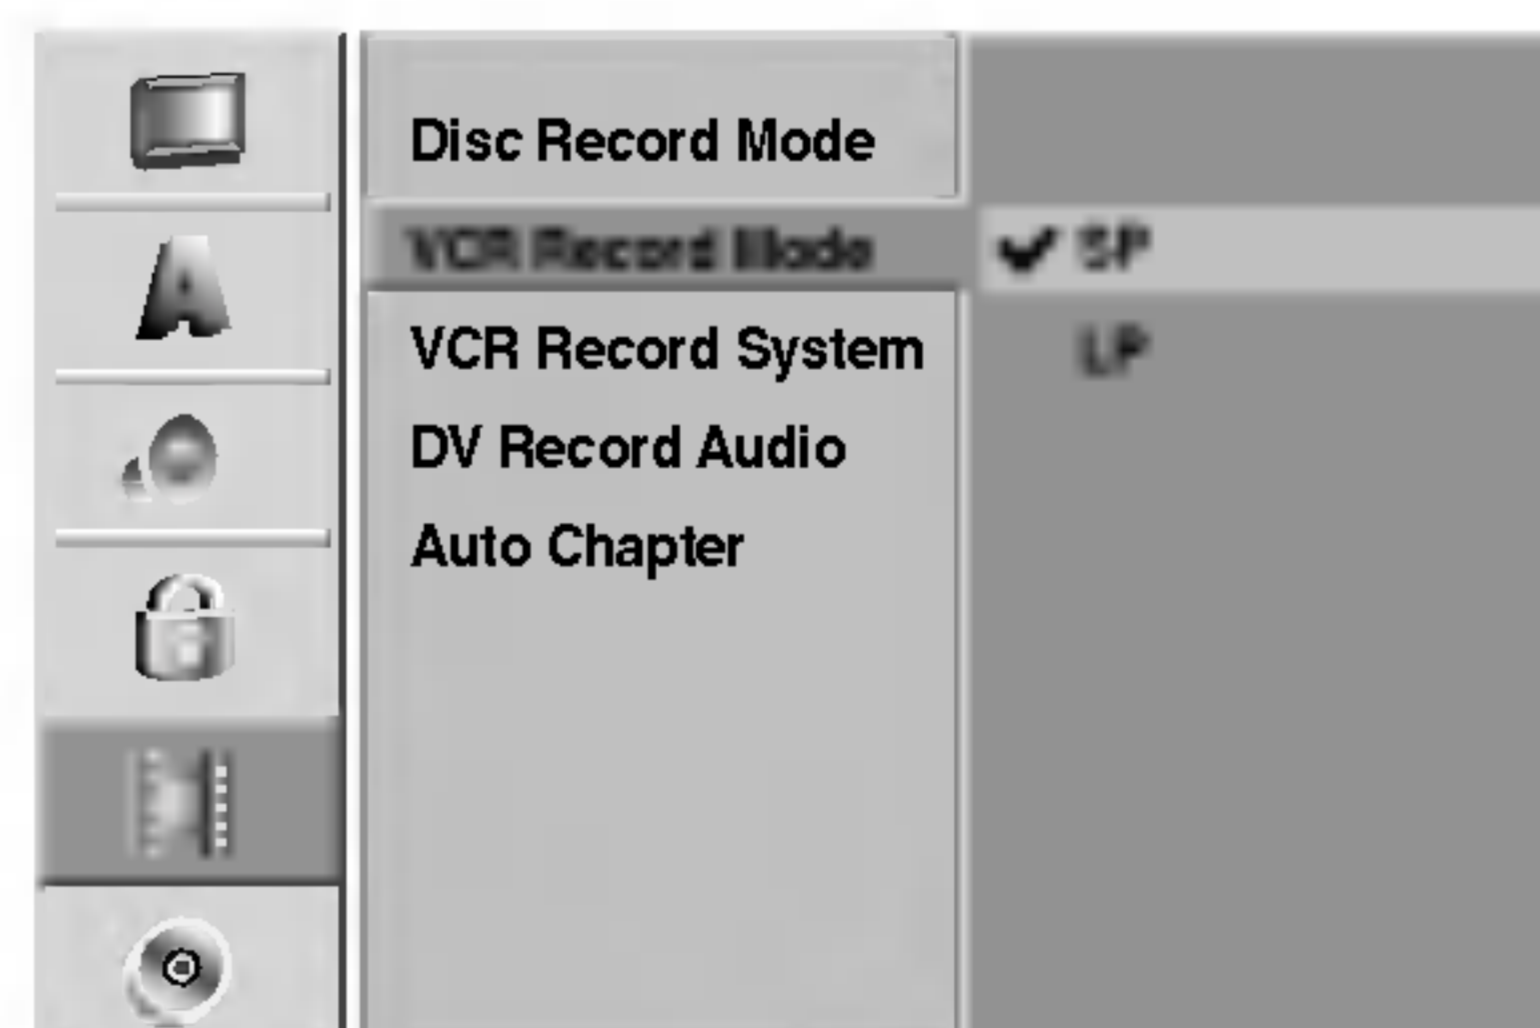 Disc Record Mode
VCR Record Mode
SP
VCR Record System
LP
DV Record Audio
Auto Chapter